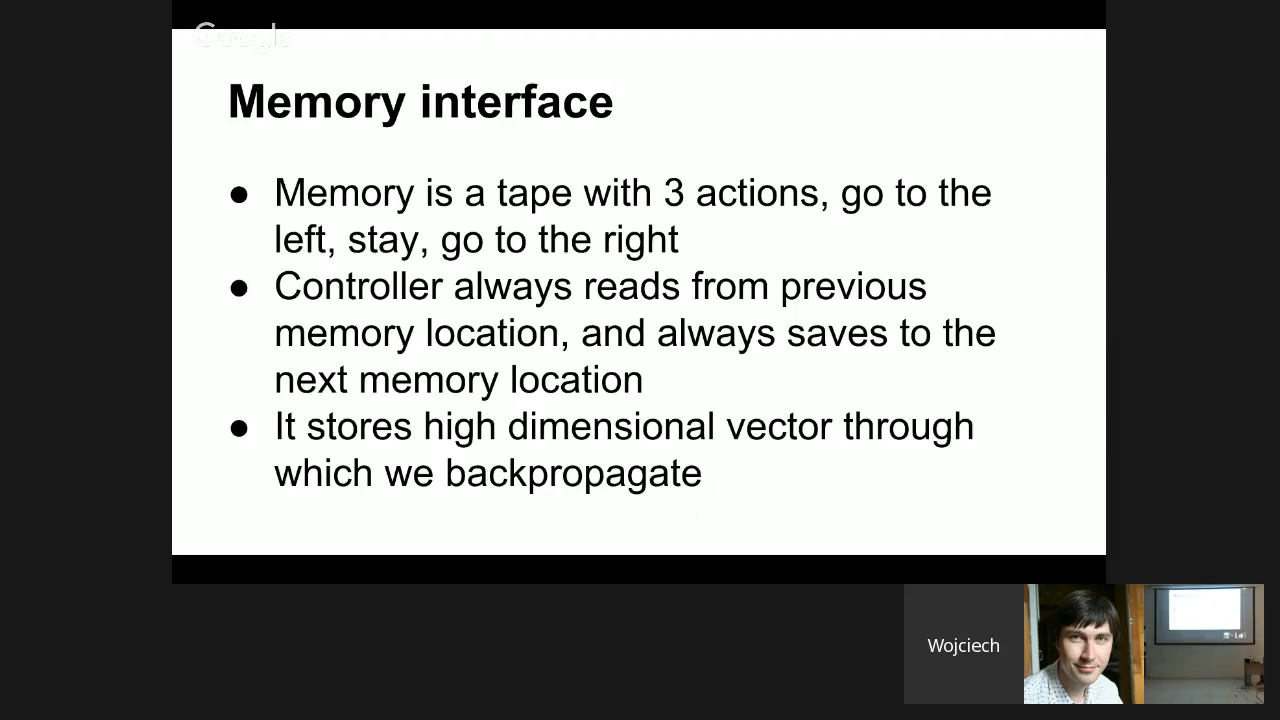 Google
Memory interface
● Memory is a tape with 3 actions, go to the
left, stay, go to the right
● Controller always reads from previous
memory location, and always saves to the
next memory location
● It stores high dimensional vector through
which we backpropagate
Wojciech